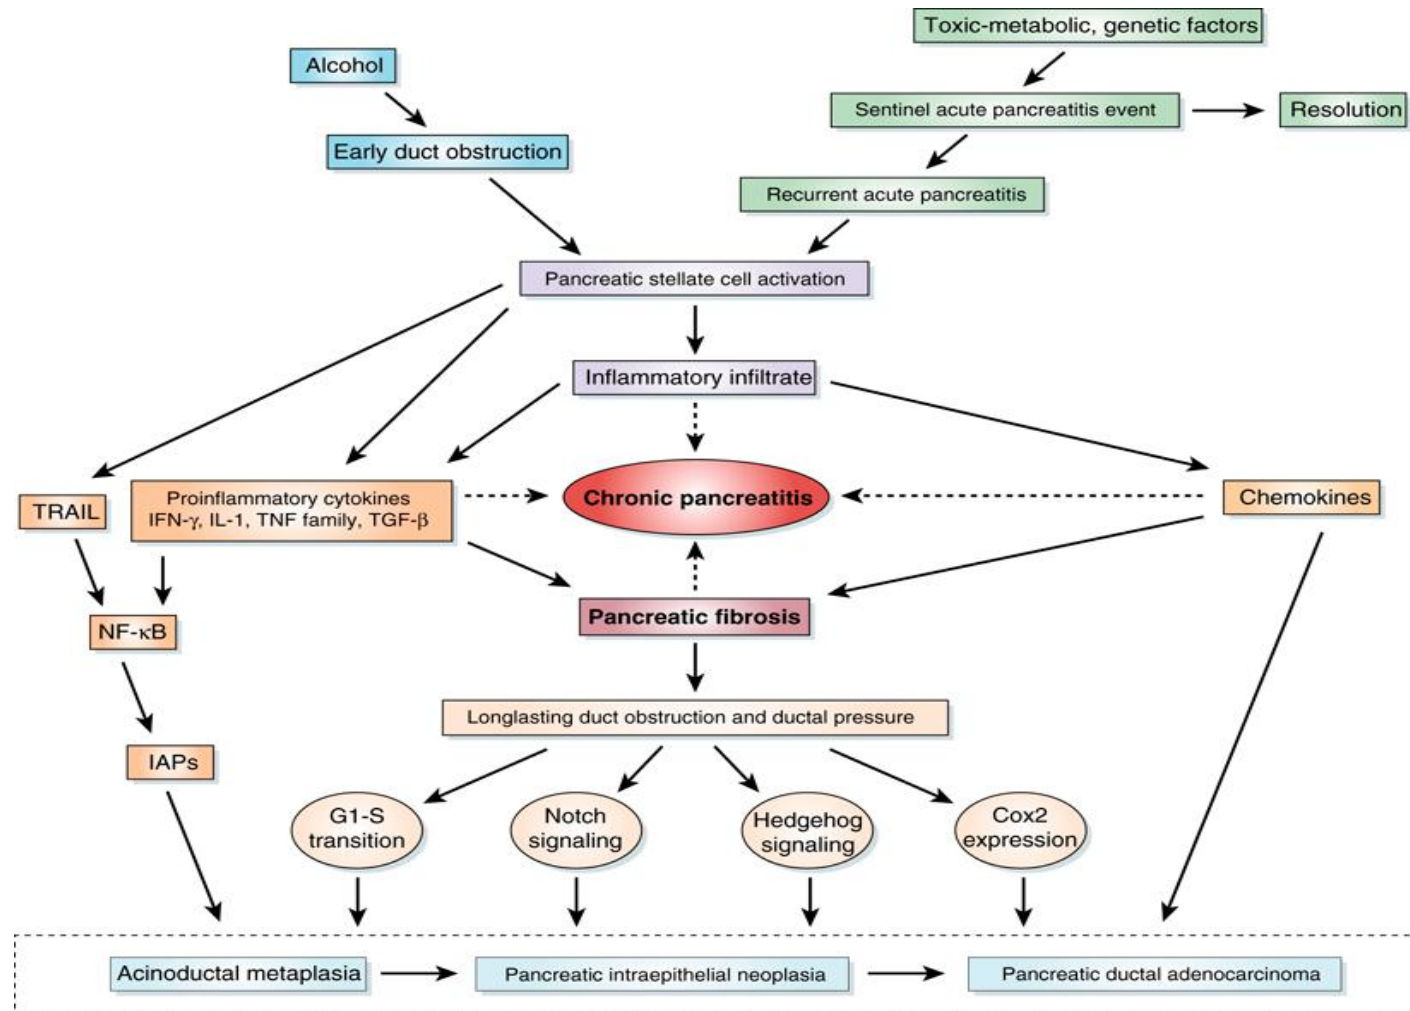 Toxic-metabolic, genetic factors
Alcohol
Sentinel acute pancreatitis event
Resolution
Early duct obstruction
Recurrent acute pancreatitis
Pancreatic stellate cell activation
Inflammatory infiltrate
TRAIL
Proinflammatory cytokines
IFN-γ, IL-1, TNF family, TGF-β
Chronic pancreatitis
Chemokines
NF-κB
Pancreatic fibrosis
Longlasting duct obstruction and ductal pressure
IAPs
G1-S
transition
Notch
signaling
Hedgehog
signaling
Cox2
expression
Acinoductal metaplasia
Pancreatic intraepithelial neoplasia
Pancreatic ductal adenocarcinoma